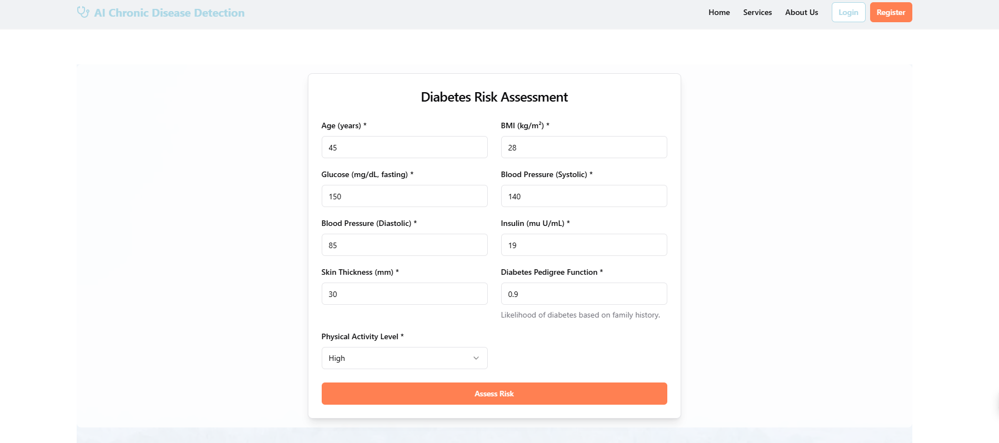 AI Chronic Disease Detection
Home Services About Us Login Register
Diabetes Risk Assessment
Age (years) * BMI (kg/m²) *
45 28
Glucose (mg/dL, fasting) * Blood Pressure (Systolic) *
150 140
Blood Pressure (Diastolic) * Insulin (mu U/mL) *
85 19
Skin Thickness (mm) * Diabetes Pedigree Function *
30 0.9
Likelihood of diabetes based on family history.
Physical Activity Level *
High
Assess Risk